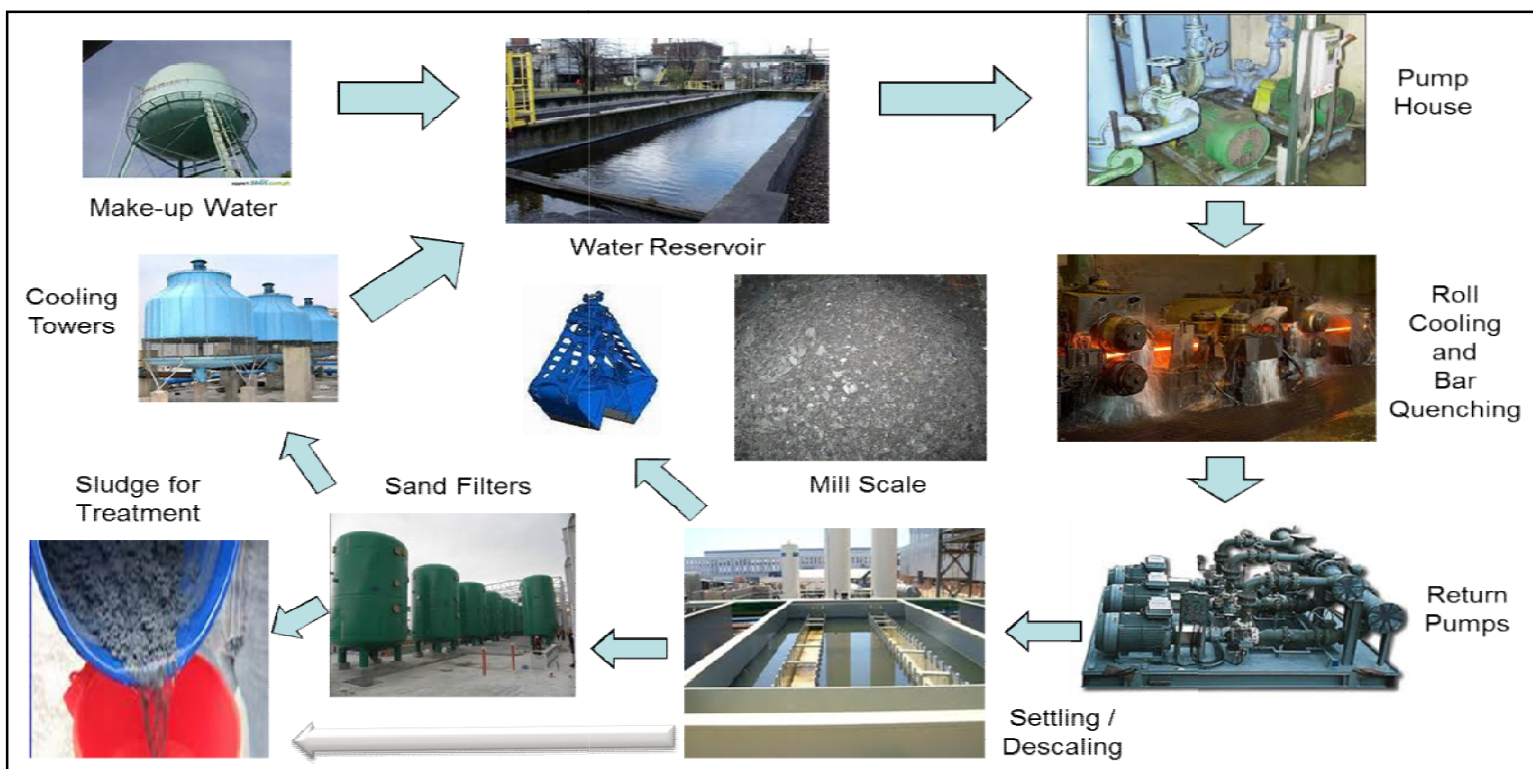 Make-up Water
Water Reservoir
Pump
House
Cooling
Towers
Roll
Cooling
and
Bar
Quenching
Mill Scale
Sludge for
Treatment
Sand Filters
Return
Pumps
Settling /
Descaling